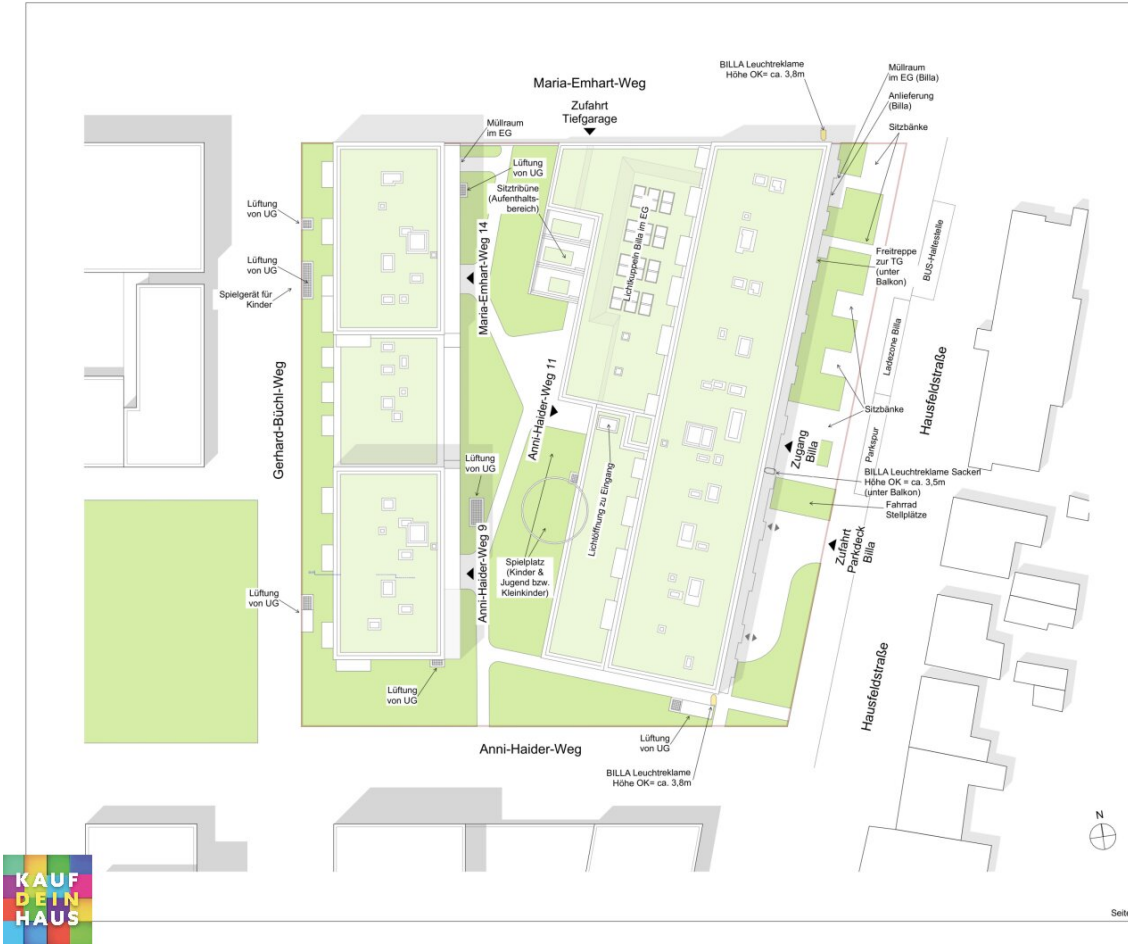 BILLA Leuchtreklame
Höhe OK= ca. 3,8m
Müllraum
im EG (Billa)
Maria-Emhart-Weg
Anlieferung
(Billa)
Zufahrt
Tiefgarage
Sitzbänke
Müllraum
im EG
Lüftung
von UG
Sitztribüne
(Aufenthalts-
bereich)
Lüftung
von UG
Lichtkuppeln Billa im EG
Maria-Emhart-Weg 14
Freitreppe
zur TG
(unter
Balkon)
BUS-Haltestelle
Lüftung
von UG
Spielgerät für
Kinder
Ladezone Billa
Hausfeldstraße
Gerhard-Büchl-Weg
Anni-Haider-Weg 11
Sitzbänke
Parkspur
Zugang
Billa
Lüftung
von UG
Lichtöffnung zu Eingang
BILLA Leuchtreklame Sackerl
Höhe OK = ca. 3,5m
(unter Balkon)
Fahrrad
Stellplätze
Zufahrt
Parkdeck
Billa
Anni-Haider-Weg 9
Spielplatz
(Kinder &
Jugend bzw.
Kleinkinder)
Lüftung
von UG
Lüftung
von UG
Hausfeldstraße
Lüftung
von UG
Anni-Haider-Weg
BILLA Leuchtreklame
Höhe OK= ca. 3,8m
N
KAUF
DEIN
HAUS
Seite